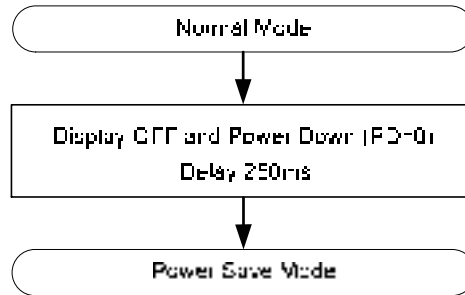 Normal Mode
Display OFF and Power Down (PD=0)
Delay 250ms
Power Save Mode